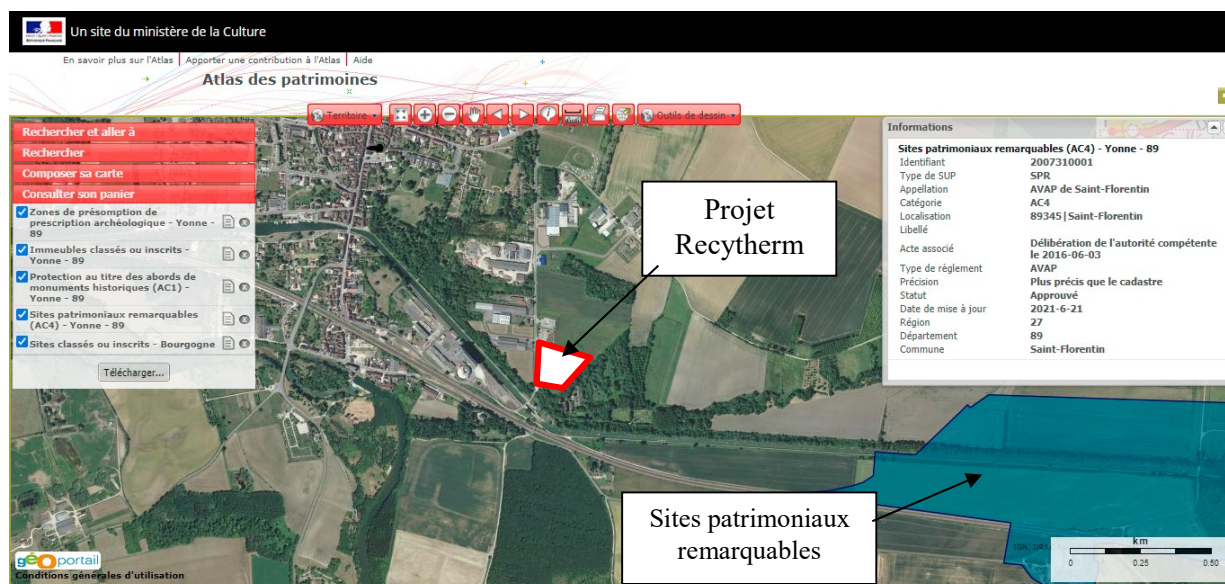 Un site du ministère de la Culture
En savoir plus sur l'Atlas Apporter une contribution à l'Atlas Aide
Atlas des patrimoines
Territoire
Outils de dessin
Rechercher et aller à
Rechercher
Composer sa carte
Consulter son panier
Zones de présomption de
prescription archéologique - Yonne -
89
Immeubles classés ou inscrits -
Yonne - 89
Protection au titre des abords de
monuments historiques (AC1) -
Yonne - 89
Sites patrimoniaux remarquables
(AC4) - Yonne - 89
Sites classés ou inscrits - Bourgogne
Télécharger...
Projet
Recytherm
Informations
Sites patrimoniaux remarquables (AC4) - Yonne - 89
Identifiant 2007310001
Type de SUP SPR
Appellation AVAP de Saint-Florentin
Catégorie AC4
Localisation 89345|Saint-Florentin
Libellé
Acte associé Délibération de l'autorité compétente
le 2016-06-03
Type de règlement AVAP
Précision Plus précis que le cadastre
Statut Approuvé
Date de mise à jour 2021-6-21
Région 27
Département 89
Commune Saint-Florentin
Sites patrimoniaux
remarquables
géoportail
Conditions générales d'utilisation
km
0 0.25 0.50